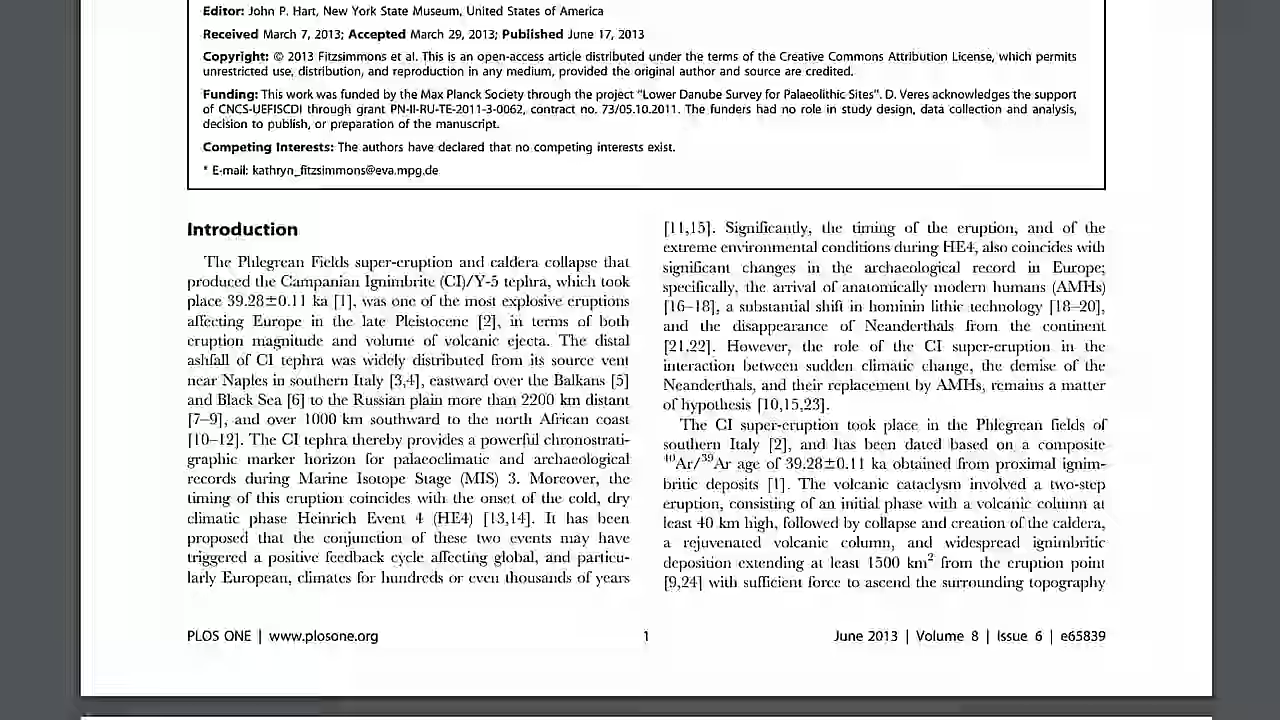 Editor: John P. Hart, New York State Museum, United States of America
Received March 7, 2013; Accepted March 29, 2013; Published June 17, 2013
Copyright: © 2013 Fitzsimmons et al. This is an open-access article distributed under the terms of the Creative Commons Attribution License, which permits
unrestricted use, distribution, and reproduction in any medium, provided the original author and source are credited.
Funding: This work was funded by the Max Planck Society through the project "Lower Danube Survey for Palaeolithic Sites". D. Veres acknowledges the support
of CNCS-UEFISCDI through grant PN-II-RU-TE-2011-3-0062, contract no. 73/05.10.2011. The funders had no role in study design, data collection and analysis,
decision to publish, or preparation of the manuscript.
Competing Interests: The authors have declared that no competing interests exist.
* E-mail: kathryn_fitzsimmons@eva.mpg.de
Introduction
The Phlegrean Fields super-eruption and caldera collapse that
produced the Campanian Ignimbrite (CI)/Y-5 tephra, which took
place 39.28±0.11 ka [1], was one of the most explosive eruptions
affecting Europe in the late Pleistocene [2], in terms of both
eruption magnitude and volume of volcanic ejecta. The distal
ashfall of CI tephra was widely distributed from its source vent
near Naples in southern Italy [3,4], eastward over the Balkans [5]
and Black Sea [6] to the Russian plain more than 2200 km distant
[7–9], and over 1000 km southward to the north African coast
[10–12]. The CI tephra thereby provides a powerful chronostrati-
graphic marker horizon for palaeoclimatic and archaeological
records during Marine Isotope Stage (MIS) 3. Moreover, the
timing of this eruption coincides with the onset of the cold, dry
climatic phase Heinrich Event 4 (HE4) [13,14]. It has been
proposed that the conjunction of these two events may have
triggered a positive feedback cycle affecting global, and particu-
larly European, climates for hundreds or even thousands of years
[11,15]. Significantly, the timing of the eruption, and of the
extreme environmental conditions during HE4, also coincides with
significant changes in the archaeological record in Europe;
specifically, the arrival of anatomically modern humans (AMHs)
[16–18], a substantial shift in hominin lithic technology [18–20],
and the disappearance of Neanderthals from the continent
[21,22]. However, the role of the CI super-eruption in the
interaction between sudden climatic change, the demise of the
Neanderthals, and their replacement by AMHs, remains a matter
of hypothesis [10,15,23].
The CI super-eruption took place in the Phlegrean fields of
southern Italy [2], and has been dated based on a composite
⁴⁰Ar/³⁹Ar age of 39.28±0.11 ka obtained from proximal ignim-
britic deposits [1]. The volcanic cataclysm involved a two-step
eruption, consisting of an initial phase with a volcanic column at
least 40 km high, followed by collapse and creation of the caldera,
a rejuvenated volcanic column, and widespread ignimbritic
deposition extending at least 1500 km² from the eruption point
[9,24] with sufficient force to ascend the surrounding topography
PLOS ONE | www.plosone.org
1
June 2013 | Volume 8 | Issue 6 | e65839